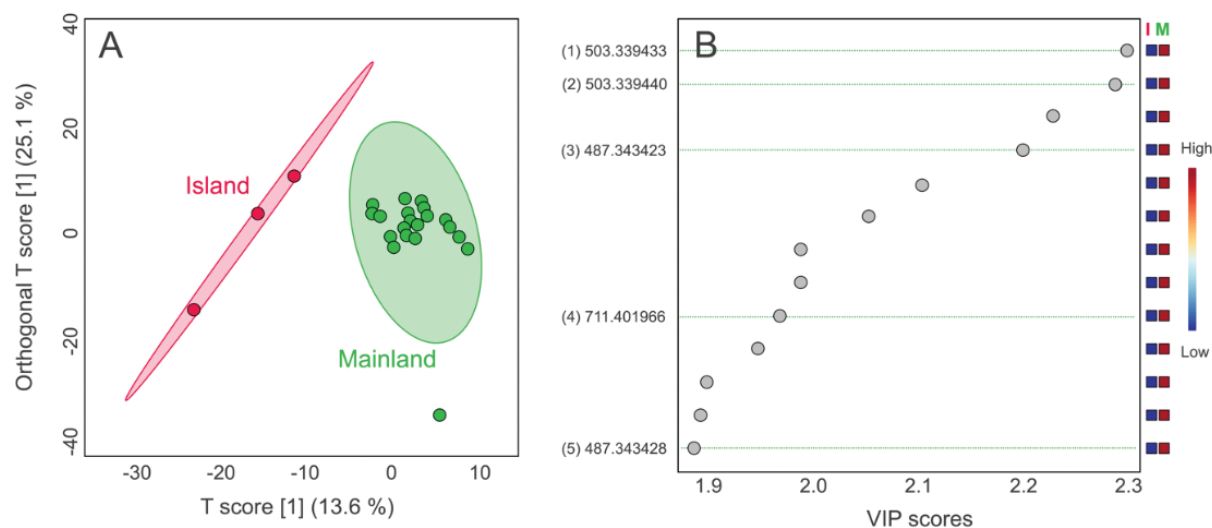 A
Orthogonal T score [1] (25.1 %)
40
20
0
-20
-40
Island
Mainland
-30
-20
-10
0
10
T score [1] (13.6 %)
B
I M
(1) 503.339433
(2) 503.339440
(3) 487.343423
(4) 711.401966
(5) 487.343428
1.9
2.0
2.1
2.2
2.3
VIP scores
High
Low